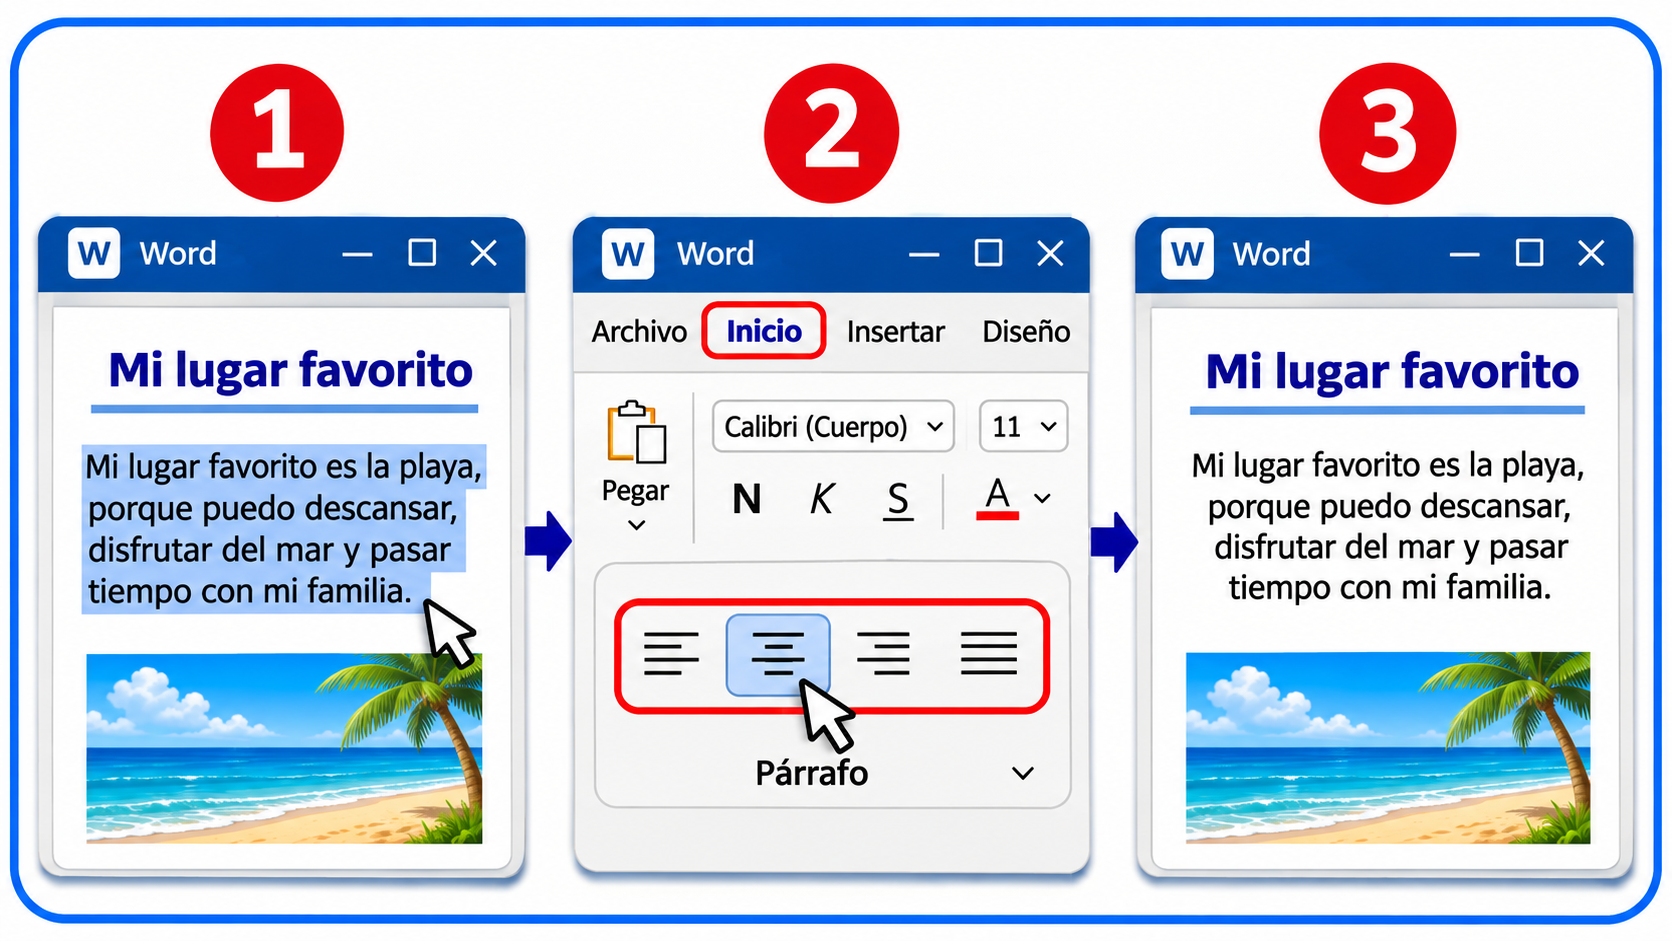 1
W Word
Mi lugar favorito
Mi lugar favorito es la playa,
porque puedo descansar,
disfrutar del mar y pasar
tiempo con mi familia.
2
W Word
Archivo Inicio Insertar Diseño
Pegar
Calibri (Cuerpo) 11
N K S A
Párrafo
3
W Word
Mi lugar favorito
Mi lugar favorito es la playa,
porque puedo descansar,
disfrutar del mar y pasar
tiempo con mi familia.